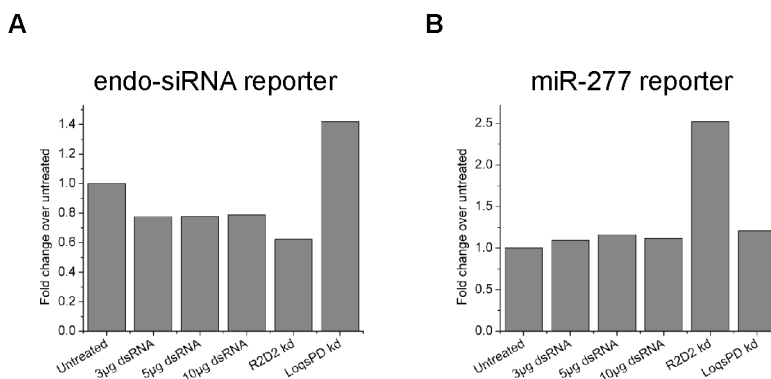 A
endo-siRNA reporter
Fold change over untreated
1.4
1.2
1.0
0.8
0.6
0.4
0.2
0.0
Untreated
3µg dsRNA
5µg dsRNA
10µg dsRNA
R2D2 kd
LoqsPD kd
B
miR-277 reporter
Fold change over untreated
2.5
2.0
1.5
1.0
0.5
0.0
Untreated
3µg dsRNA
5µg dsRNA
10µg dsRNA
R2D2 kd
LoqsPD kd